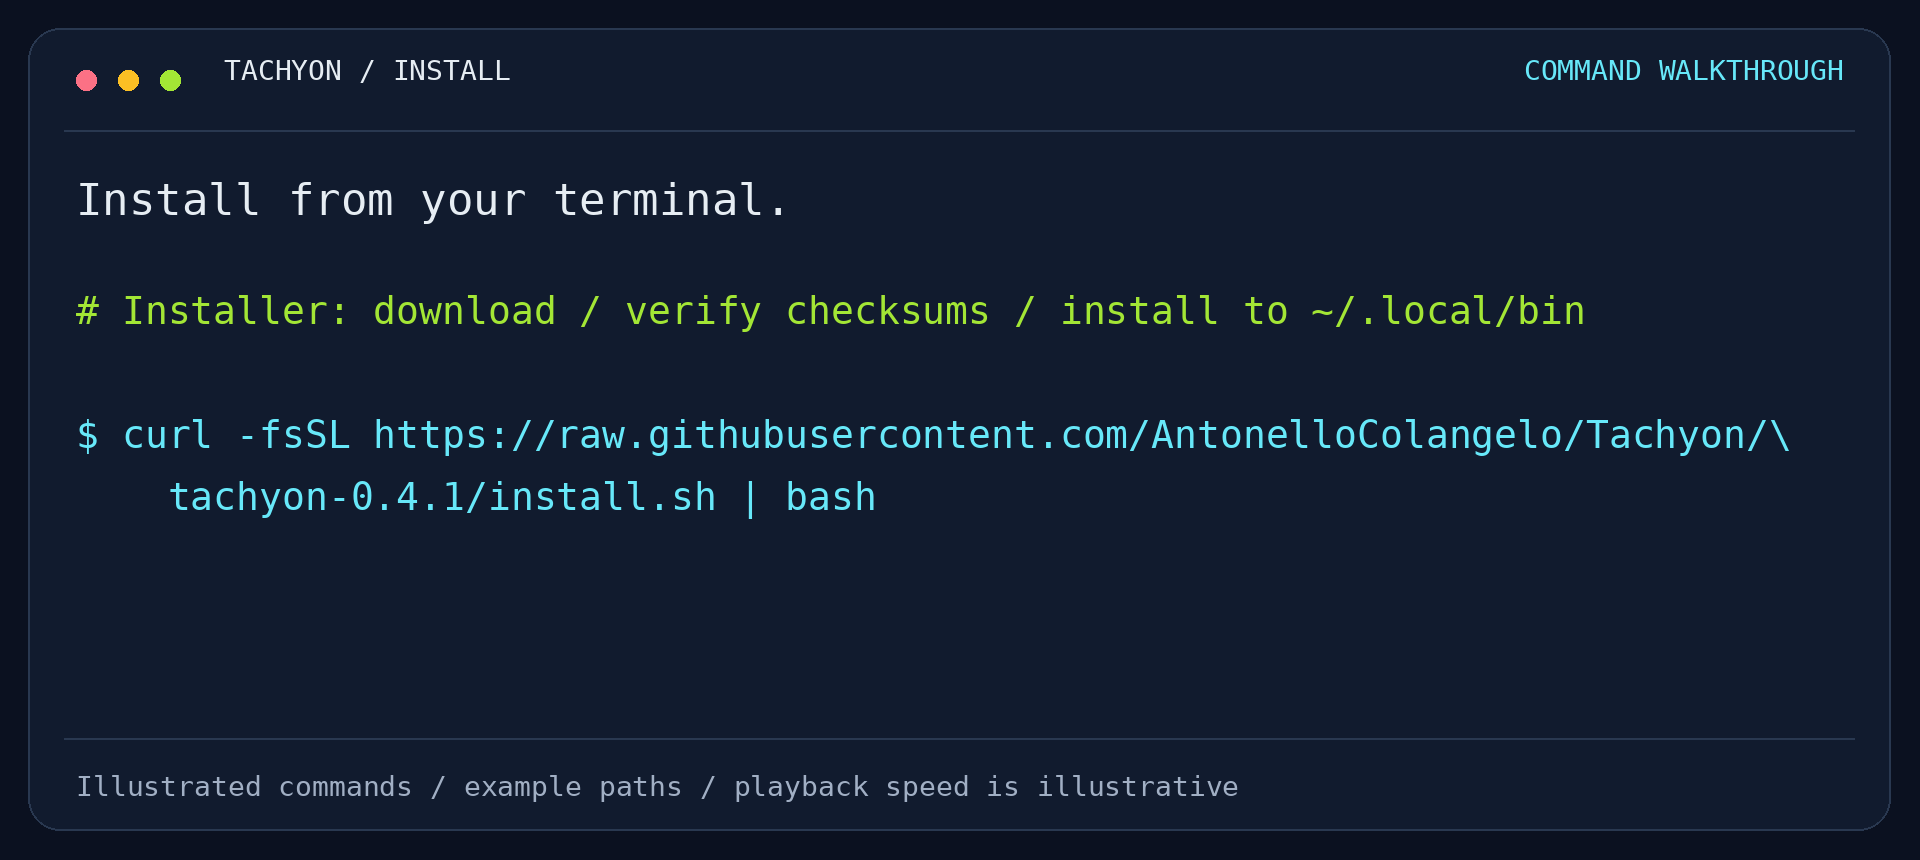 TACHYON / INSTALL
COMMAND WALKTHROUGH
Install from your terminal.
# Installer: download / verify checksums / install to ~/.local/bin
$ curl -fsSL https://raw.githubusercontent.com/AntonelloColangelo/Tachyon/\
tachyon-0.4.1/install.sh | bash
Illustrated commands / example paths / playback speed is illustrative